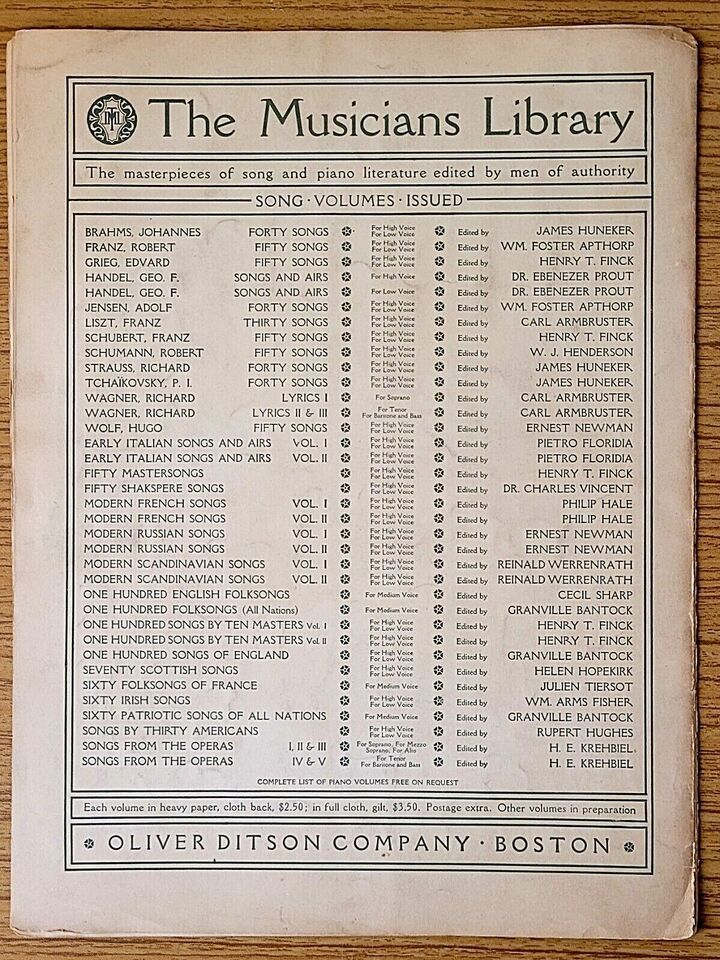 The Musicians Library
The masterpieces of song and piano literature edited by men of authority
SONG · VOLUMES · ISSUED
BRAHMS, JOHANNES FORTY SONGS For High Voice For Low Voice Edited by JAMES HUNEKER
FRANZ, ROBERT FIFTY SONGS For High Voice For Low Voice Edited by WM. FOSTER APTHORP
GRIEG, EDVARD FIFTY SONGS For High Voice For Low Voice Edited by HENRY T. FINCK
HANDEL, GEO. F. SONGS AND AIRS For High Voice Edited by DR. EBENEZER PROUT
HANDEL, GEO. F. SONGS AND AIRS For Low Voice Edited by DR. EBENEZER PROUT
JENSEN, ADOLF FORTY SONGS For High Voice For Low Voice Edited by WM. FOSTER APTHORP
LISZT, FRANZ THIRTY SONGS For High Voice For Low Voice Edited by CARL ARMBRUSTER
SCHUBERT, FRANZ FIFTY SONGS For High Voice For Low Voice Edited by HENRY T. FINCK
SCHUMANN, ROBERT FIFTY SONGS For High Voice For Low Voice Edited by W. J. HENDERSON
STRAUSS, RICHARD FORTY SONGS For High Voice For Low Voice Edited by JAMES HUNEKER
TCHAÏKOVSKY, P. I. FORTY SONGS For High Voice For Low Voice Edited by JAMES HUNEKER
WAGNER, RICHARD LYRICS I For Soprano Edited by CARL ARMBRUSTER
WAGNER, RICHARD LYRICS II & III For Tenor For Baritone and Bass Edited by CARL ARMBRUSTER
WOLF, HUGO FIFTY SONGS For High Voice For Low Voice Edited by ERNEST NEWMAN
EARLY ITALIAN SONGS AND AIRS VOL. I For High Voice For Low Voice Edited by PIETRO FLORIDIA
EARLY ITALIAN SONGS AND AIRS VOL. II For High Voice For Low Voice Edited by PIETRO FLORIDIA
FIFTY MASTERSONGS For High Voice For Low Voice Edited by HENRY T. FINCK
FIFTY SHAKSPERE SONGS For High Voice For Low Voice Edited by DR. CHARLES VINCENT
MODERN FRENCH SONGS VOL. I For High Voice For Low Voice Edited by PHILIP HALE
MODERN FRENCH SONGS VOL. II For High Voice For Low Voice Edited by PHILIP HALE
MODERN RUSSIAN SONGS VOL. I For High Voice For Low Voice Edited by ERNEST NEWMAN
MODERN RUSSIAN SONGS VOL. II For High Voice For Low Voice Edited by ERNEST NEWMAN
MODERN SCANDINAVIAN SONGS VOL. I For High Voice For Low Voice Edited by REINALD WERRENRATH
MODERN SCANDINAVIAN SONGS VOL. II For High Voice For Low Voice Edited by REINALD WERRENRATH
ONE HUNDRED ENGLISH FOLKSONGS For Medium Voice Edited by CECIL SHARP
ONE HUNDRED FOLKSONGS (All Nations) For Medium Voice Edited by GRANVILLE BANTOCK
ONE HUNDRED SONGS BY TEN MASTERS Vol. I For High Voice For Low Voice Edited by HENRY T. FINCK
ONE HUNDRED SONGS BY TEN MASTERS Vol. II For High Voice For Low Voice Edited by HENRY T. FINCK
ONE HUNDRED SONGS OF ENGLAND For High Voice For Low Voice Edited by GRANVILLE BANTOCK
SEVENTY SCOTTISH SONGS For High Voice For Low Voice Edited by HELEN HOPEKIRK
SIXTY FOLKSONGS OF FRANCE For Medium Voice Edited by JULIEN TIERSOT
SIXTY IRISH SONGS For High Voice For Low Voice Edited by WM. ARMS FISHER
SIXTY PATRIOTIC SONGS OF ALL NATIONS For Medium Voice Edited by GRANVILLE BANTOCK
SONGS BY THIRTY AMERICANS For High Voice For Low Voice Edited by RUPERT HUGHES
SONGS FROM THE OPERAS I, II & III For Soprano, For Mezzo Soprano, For Alto Edited by H. E. KREHBIEL
SONGS FROM THE OPERAS IV & V For Tenor For Baritone and Bass Edited by H. E. KREHBIEL
COMPLETE LIST OF PIANO VOLUMES FREE ON REQUEST
Each volume in heavy paper, cloth back, $2.50; in full cloth, gilt, $3.50. Postage extra. Other volumes in preparation
OLIVER DITSON COMPANY · BOSTON